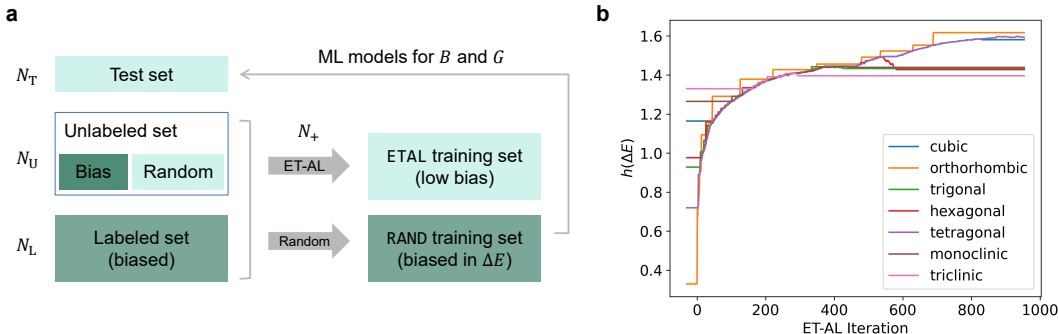 a
ML models for B and G
N_T
Test set
Unlabeled set
N_U
Bias
Random
N_+
ET-AL
ETAL training set
(low bias)
N_L
Labeled set
(biased)
Random
RAND training set
(biased in ΔE)
b
h(ΔE)
1.6
1.4
1.2
1.0
0.8
0.6
0.4
cubic
orthorhombic
trigonal
hexagonal
tetragonal
monoclinic
triclinic
0
200
400
600
800
1000
ET-AL Iteration